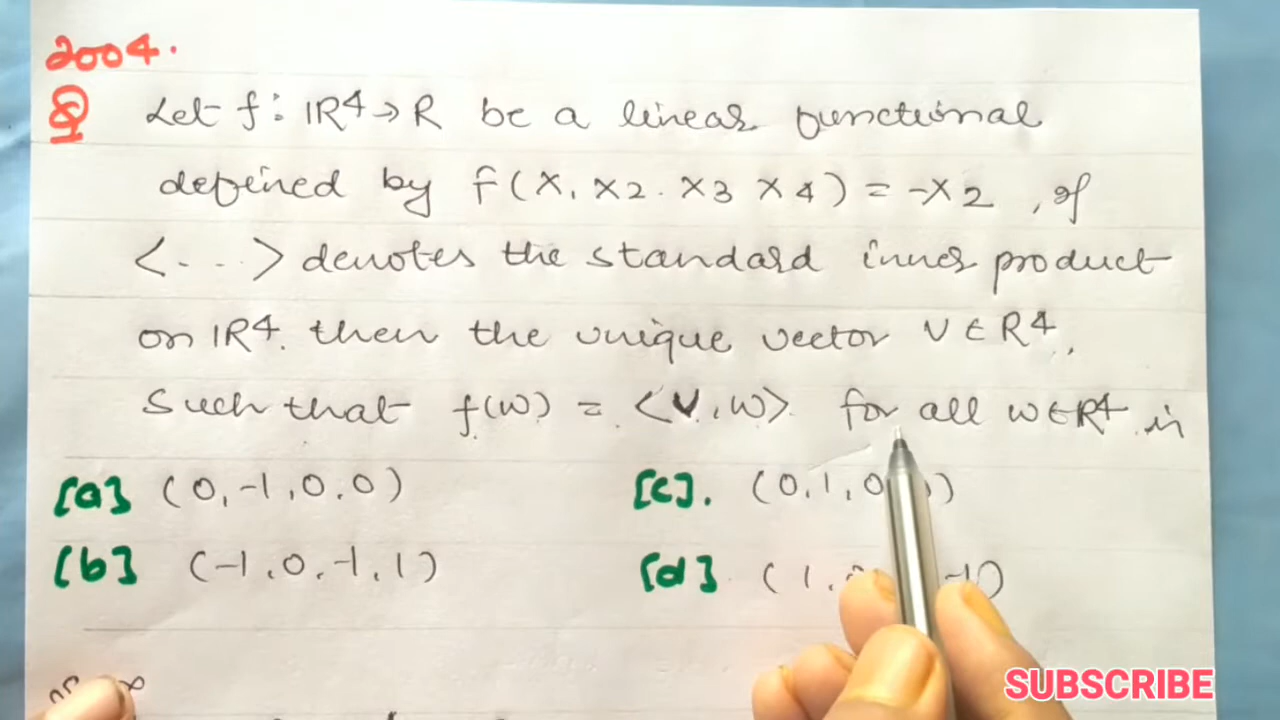 2004.
Q Let f: IR⁴→R be a linear functional
defined by f(x, x2. x3 x4) = -x2 , of
<...> denotes the standard inner product
on IR⁴. then the unique vector V∈R⁴,
Such that f(w) = <V,w>. for all w∈R⁴ is
[a] (0,-1,0.0) [c]. (0,1,0
[b] (-1,0,-1,1) [d] (1, -1)
SUBSCRIBE